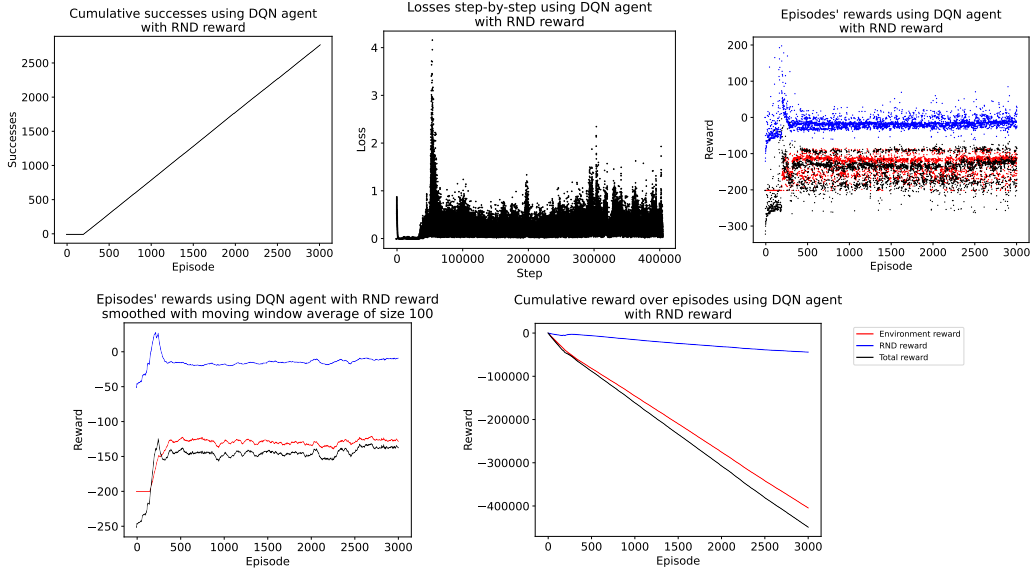 Cumulative successes using DQN agent
with RND reward
Successes
2500
2000
1500
1000
500
0
0 500 1000 1500 2000 2500 3000
Episode
Losses step-by-step using DQN agent
with RND reward
Loss
4
3
2
1
0
0 100000 200000 300000 400000
Step
Episodes' rewards using DQN agent
with RND reward
Reward
200
100
0
−100
−200
−300
0 500 1000 1500 2000 2500 3000
Episode
Episodes' rewards using DQN agent with RND reward
smoothed with moving window average of size 100
Reward
0
−50
−100
−150
−200
−250
0 500 1000 1500 2000 2500 3000
Episode
Cumulative reward over episodes using DQN agent
with RND reward
Reward
0
−100000
−200000
−300000
−400000
0 500 1000 1500 2000 2500 3000
Episode
Environment reward
RND reward
Total reward